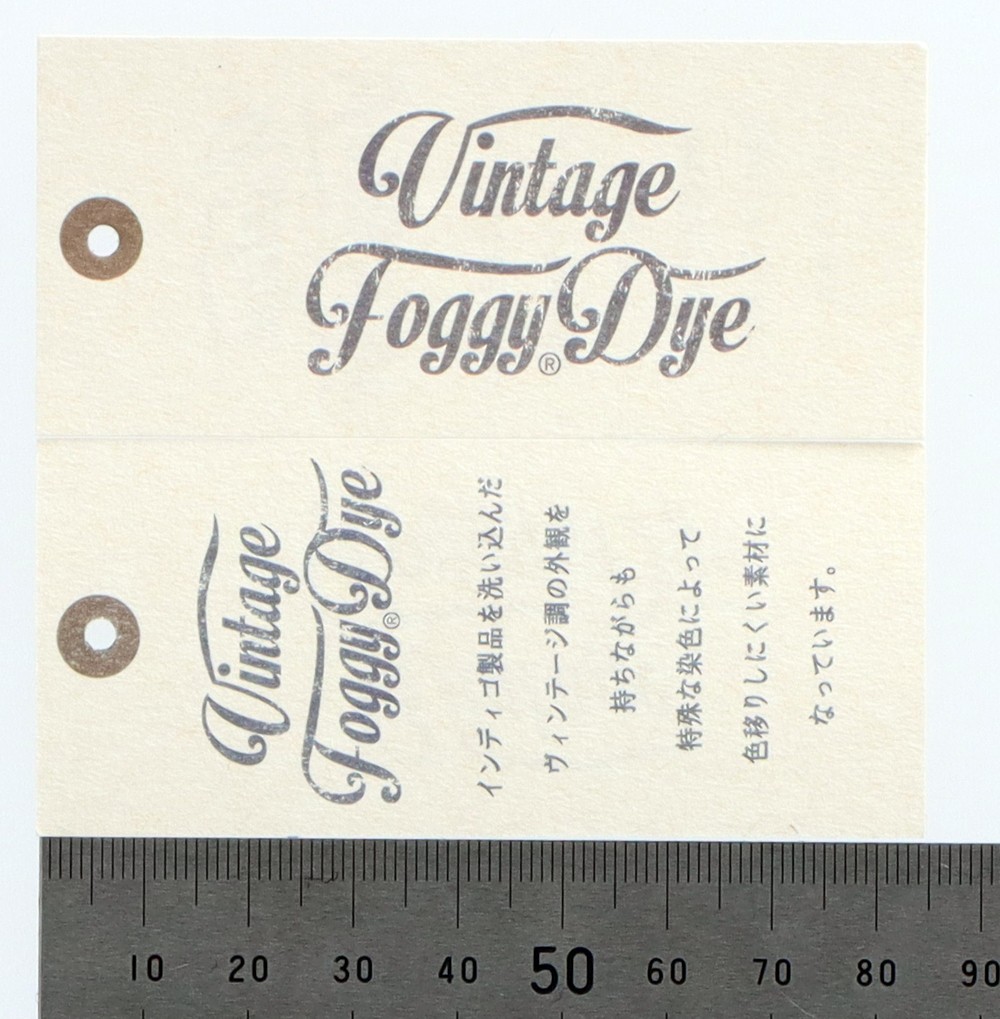 Vintage
Foggy Dye
®
Vintage
Foggy Dye
®
インディゴ製品を洗い込んだ
ヴィンテージ調の外観を
持ちながらも
特殊な染色によって
色移りしにくい素材に
なっています。
10 20 30 40 50 60 70 80 90